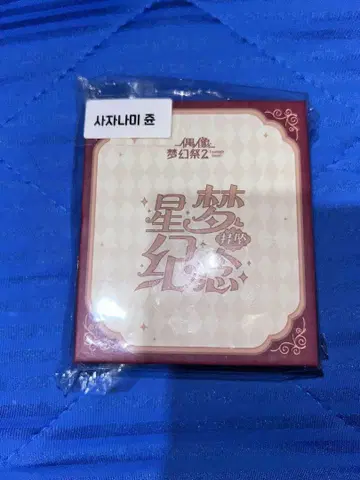 사자나미 쥰
偶像
梦幻祭2
星梦
纪念